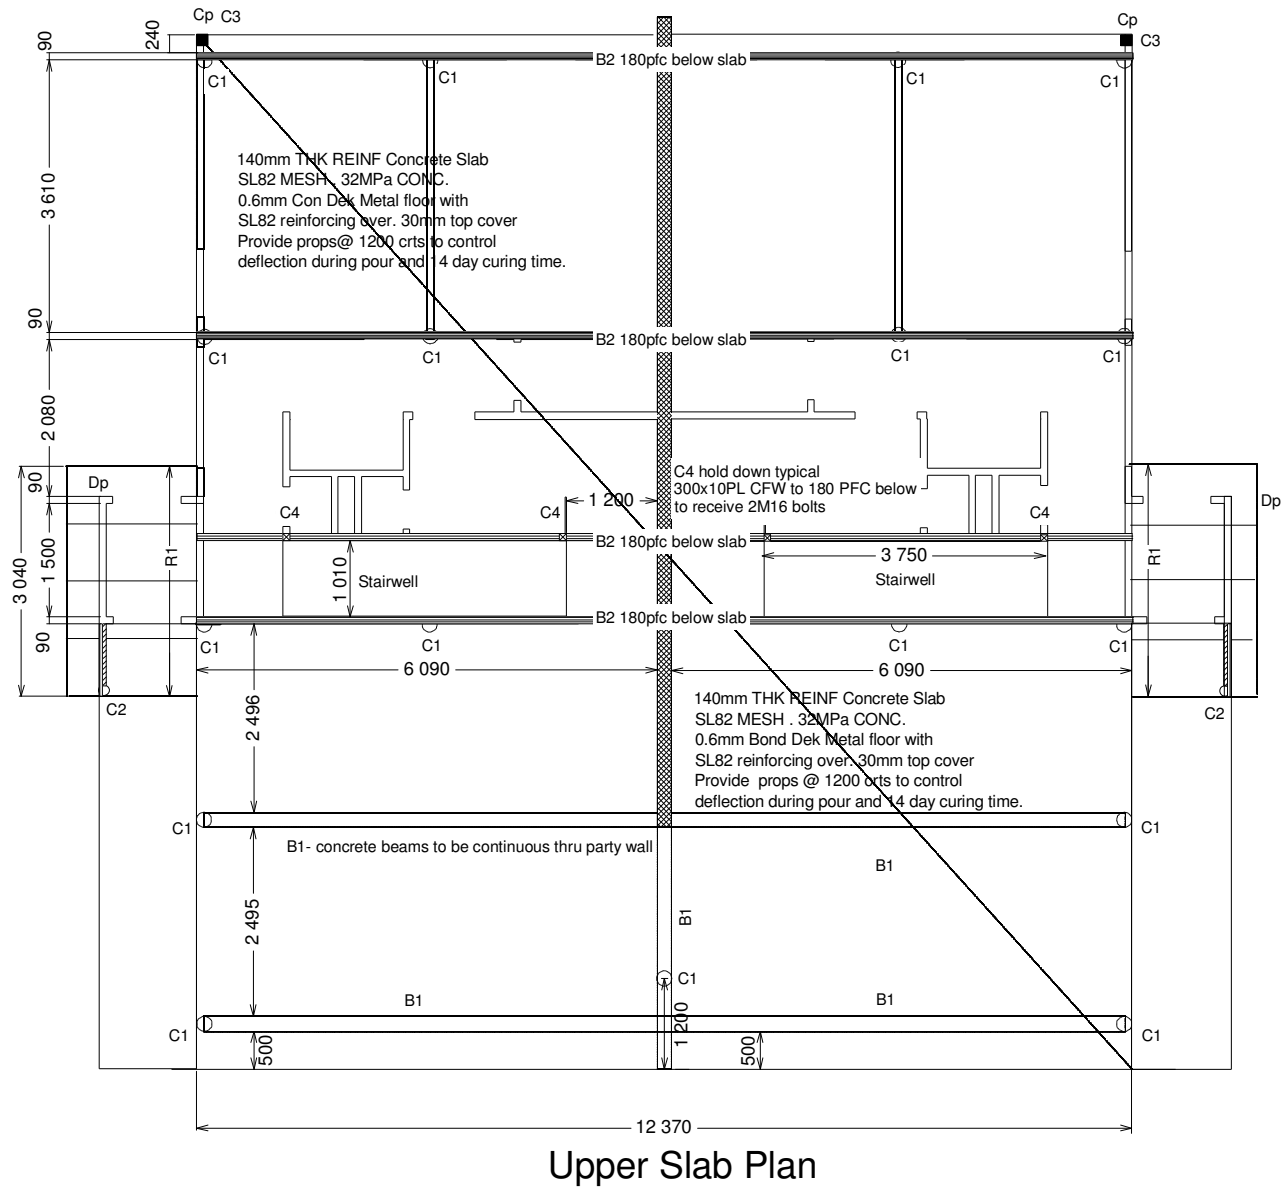 Cp C3
Cp
C3
240
90
B2 180pfc below slab
C1
C1
C1
C1
140mm THK REINF Concrete Slab
SL82 MESH . 32MPa CONC.
0.6mm Con Dek Metal floor with
SL82 reinforcing over. 30mm top cover
Provide props@ 1200 crts to control
deflection during pour and 14 day curing time.
3 610
90
B2 180pfc below slab
C1
C1
C1
C1
2 080
90
Dp
C4 hold down typical
300x10PL CFW to 180 PFC below
to receive 2M16 bolts
Dp
1 200
C4
C4
C4
B2 180pfc below slab
3 040
1 500
R1
1 010
Stairwell
3 750
Stairwell
R1
90
B2 180pfc below slab
C1
C1
C1
C1
6 090
6 090
C2
C2
2 496
140mm THK REINF Concrete Slab
SL82 MESH . 32MPa CONC.
0.6mm Bond Dek Metal floor with
SL82 reinforcing over. 30mm top cover
Provide props @ 1200 crts to control
deflection during pour and 14 day curing time.
C1
C1
B1- concrete beams to be continuous thru party wall
B1
2 495
B1
C1
B1
B1
C1
C1
500
1 200
500
12 370
Upper Slab Plan